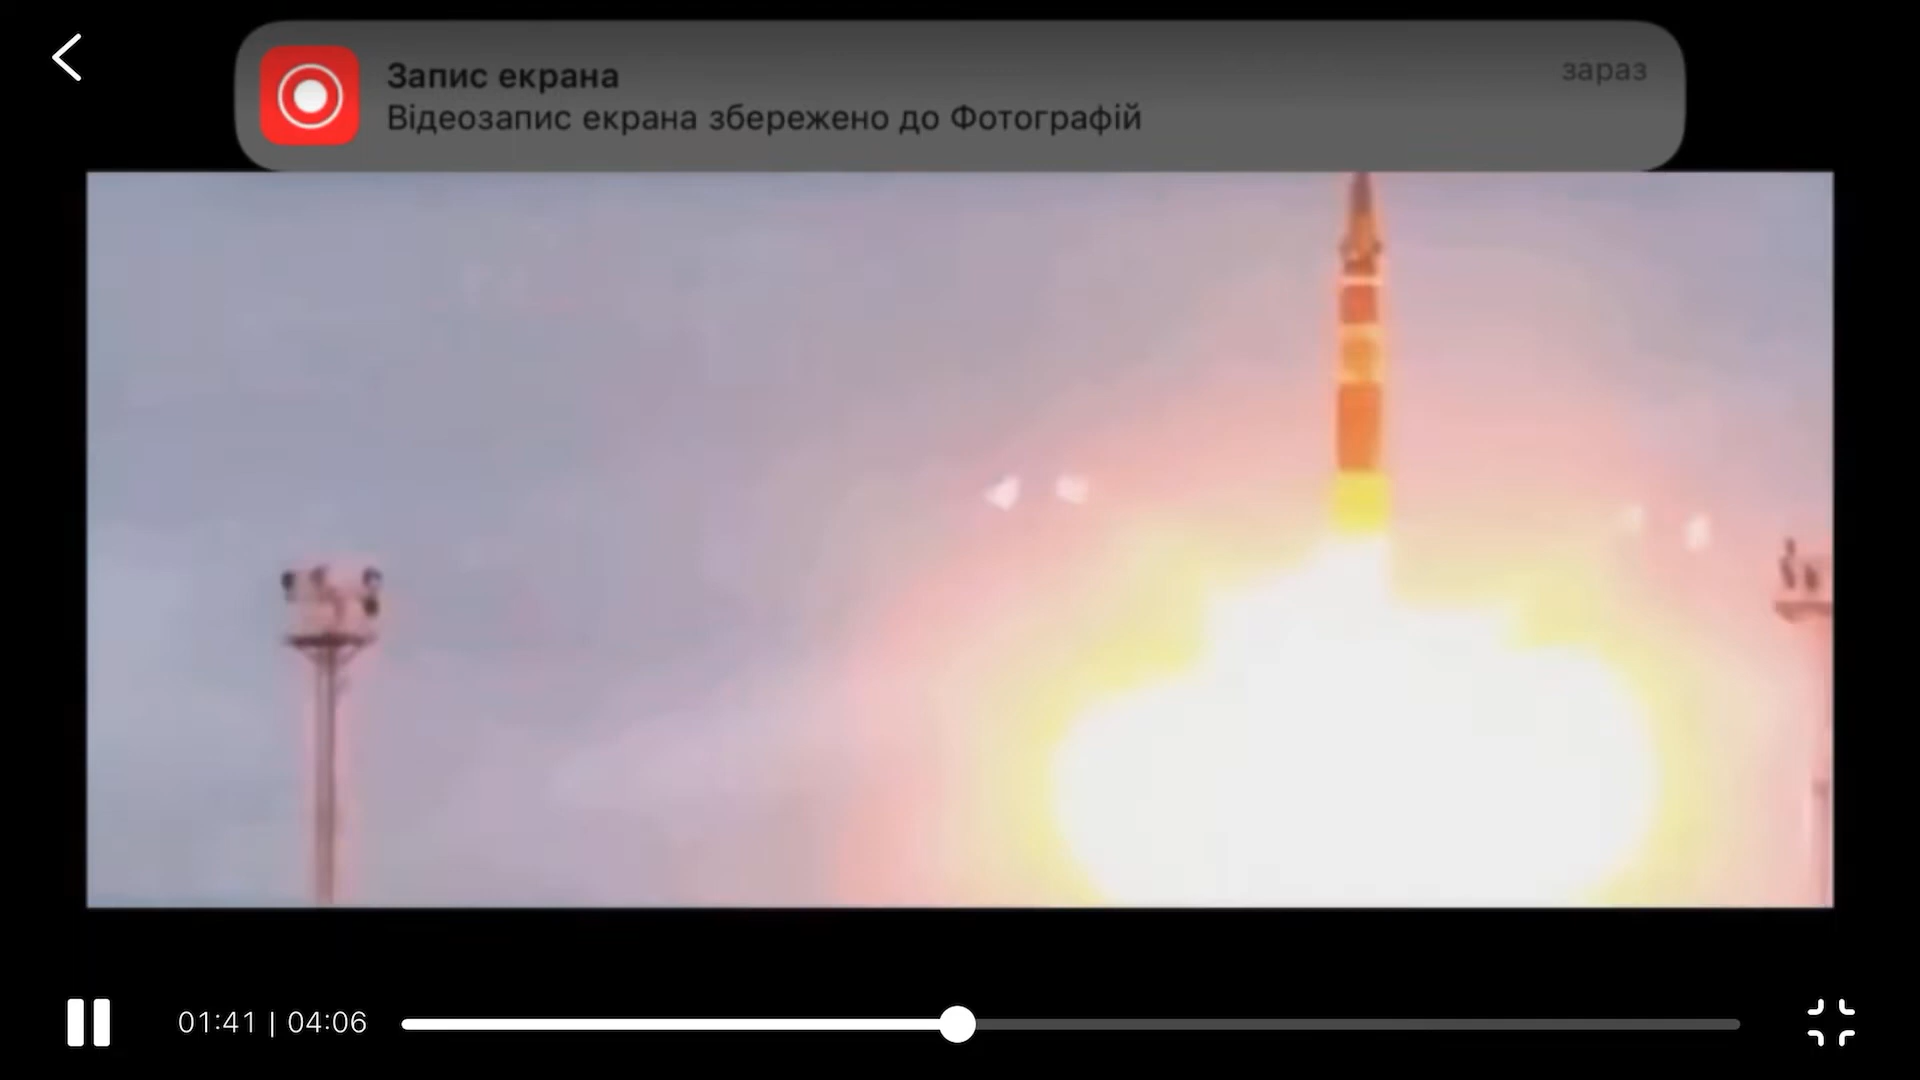 Запис екрана
зараз
Відеозапис екрана збережено до Фотографій
01:41 | 04:06